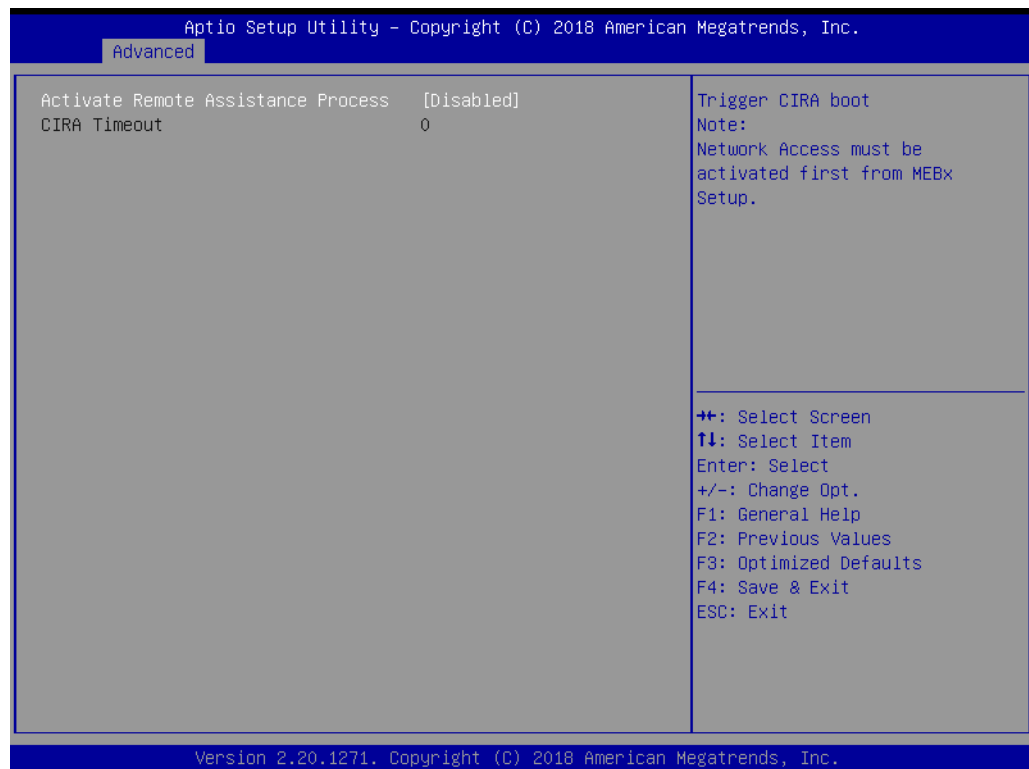 Aptio Setup Utility – Copyright (C) 2018 American Megatrends, Inc.
Advanced
Activate Remote Assistance Process [Disabled]
CIRA Timeout 0
Trigger CIRA boot
Note:
Network Access must be
activated first from MEBx
Setup.
→←: Select Screen
↑↓: Select Item
Enter: Select
+/-: Change Opt.
F1: General Help
F2: Previous Values
F3: Optimized Defaults
F4: Save & Exit
ESC: Exit
Version 2.20.1271. Copyright (C) 2018 American Megatrends, Inc.